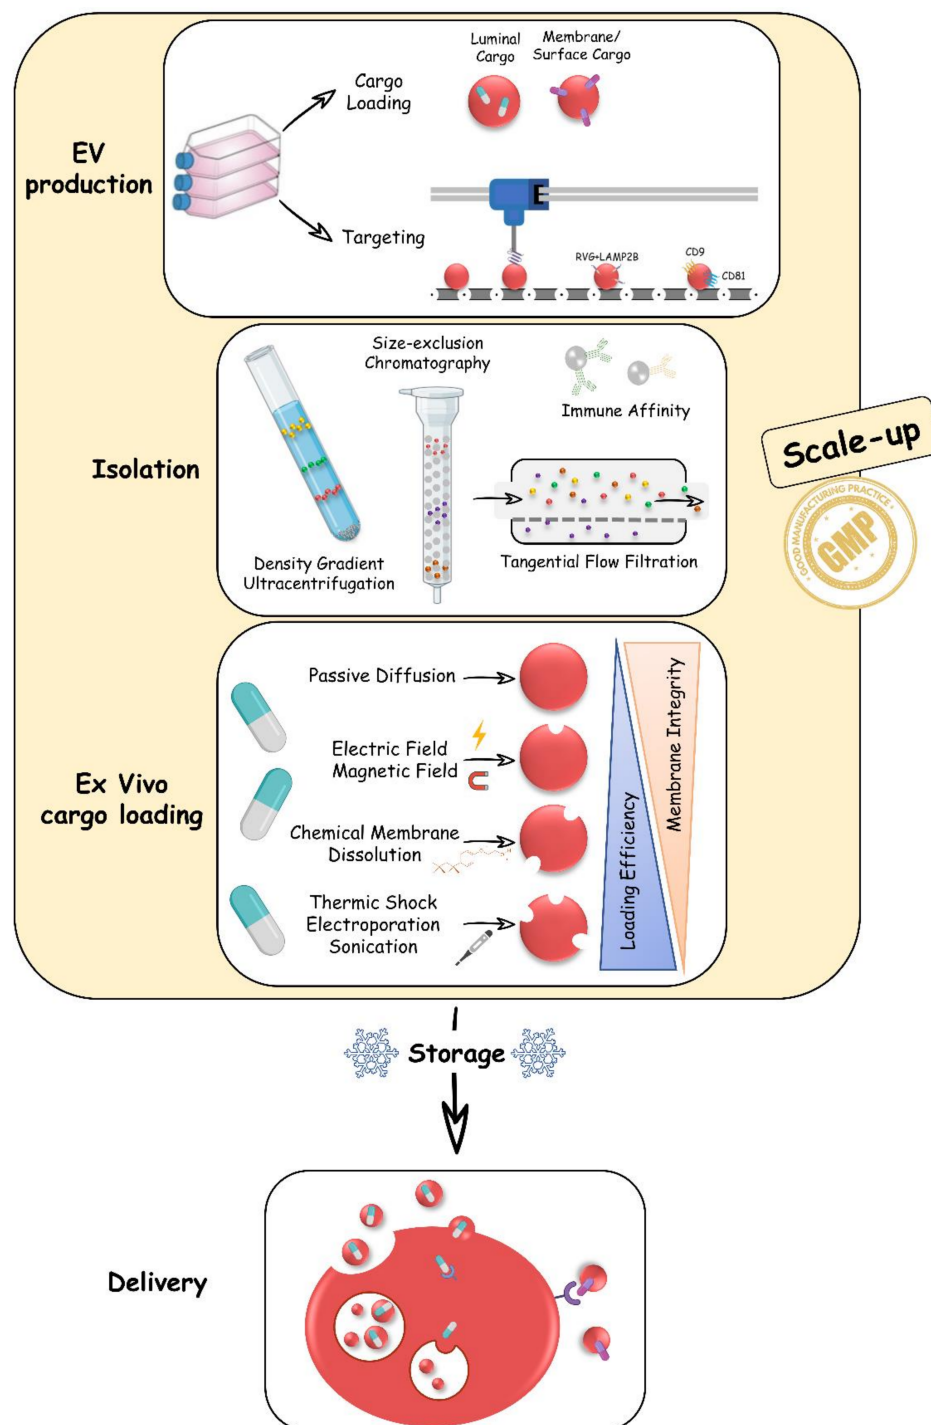 EV
production
Cargo
Loading
Luminal
Cargo
Membrane/
Surface Cargo
Targeting
RVG+LAMP2B
CD9
CD81
Isolation
Size-exclusion
Chromatography
Immune Affinity
Density Gradient
Ultracentrifugation
Tangential Flow Filtration
Scale-up
GOOD MANUFACTURING PRACTICE
GMP
Ex Vivo
cargo loading
Passive Diffusion
Electric Field
Magnetic Field
Chemical Membrane
Dissolution
Thermic Shock
Electroporation
Sonication
Loading Efficiency
Membrane Integrity
Storage
Delivery